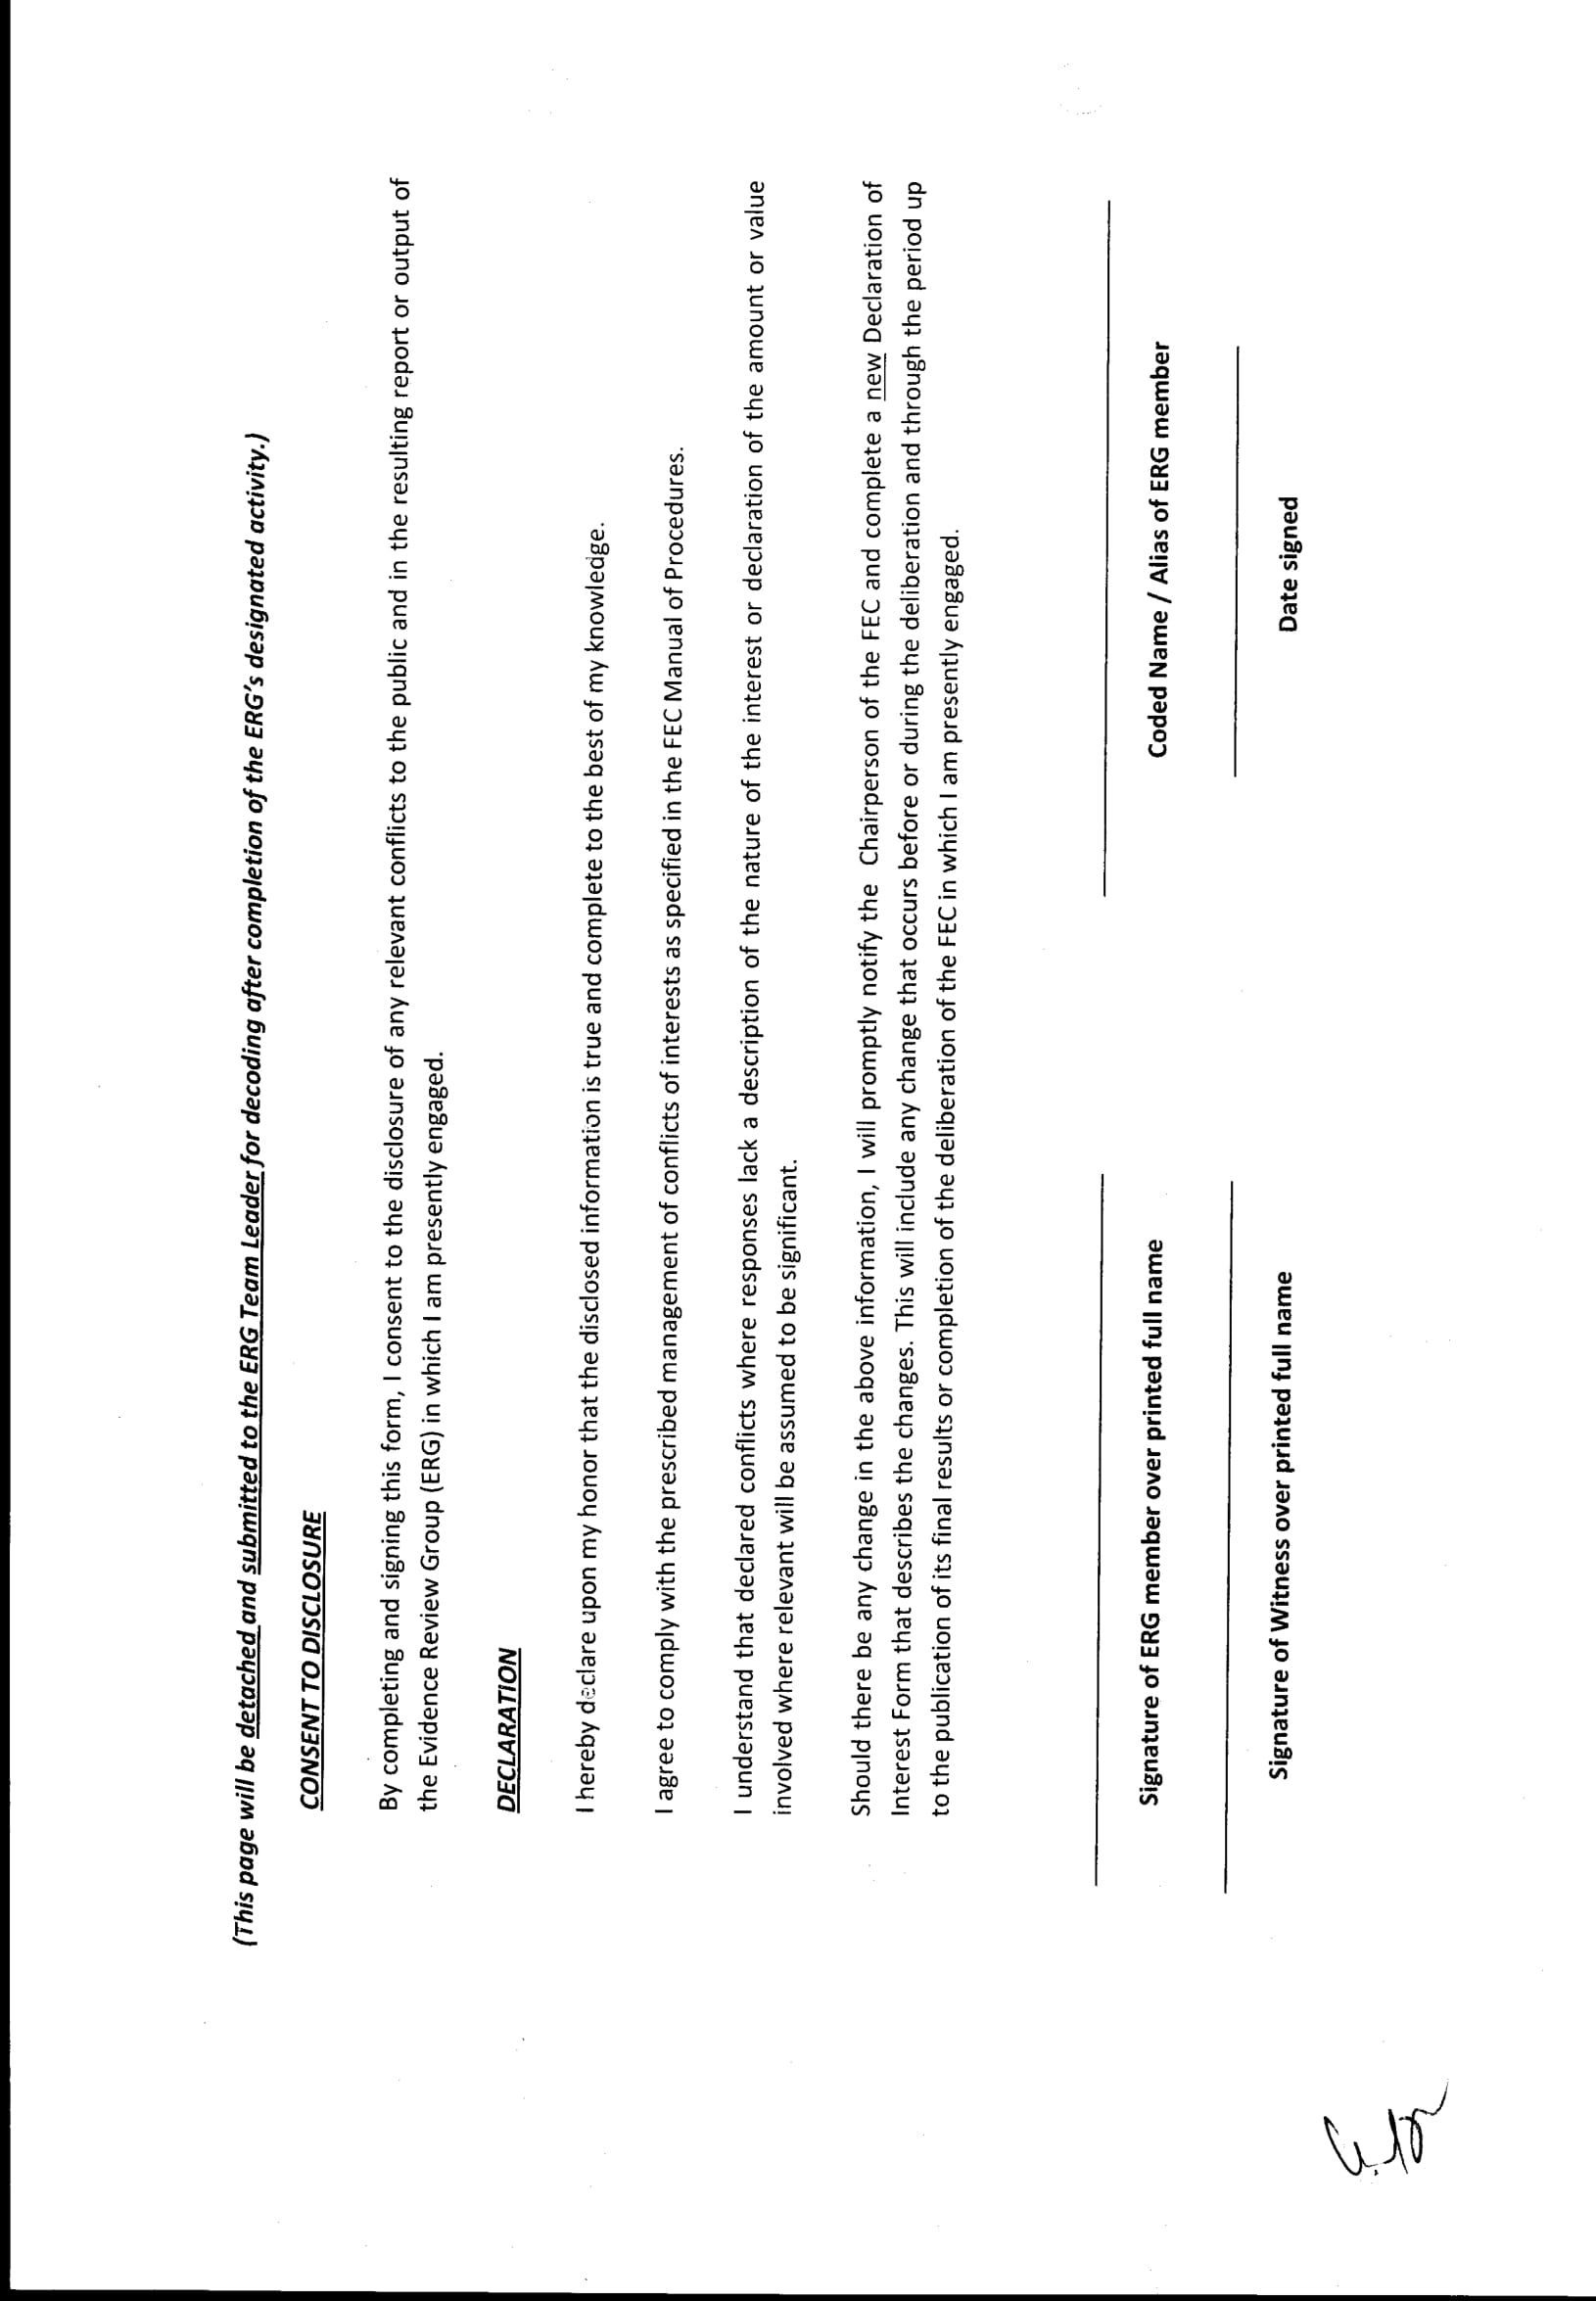 (This page will be detached and submitted to the ERG Team Leader for decoding after completion of the ERG's designated activity.)
CONSENT TO DISCLOSURE
By completing and signing this form, I consent to the disclosure of any relevant conflicts to the public and in the resulting report or output of
the Evidence Review Group (ERG) in which I am presently engaged.
DECLARATION
I hereby declare upon my honor that the disclosed information is true and complete to the best of my knowledge.
I agree to comply with the prescribed management of conflicts of interests as specified in the FEC Manual of Procedures.
I understand that declared conflicts where responses lack a description of the nature of the interest or declaration of the amount or value
involved where relevant will be assumed to be significant.
Should there be any change in the above information, I will promptly notify the Chairperson of the FEC and complete a new Declaration of
Interest Form that describes the changes. This will include any change that occurs before or during the deliberation and through the period up
to the publication of its final results or completion of the deliberation of the FEC in which I am presently engaged.
Signature of ERG member over printed full name
Coded Name / Alias of ERG member
Signature of Witness over printed full name
Date signed